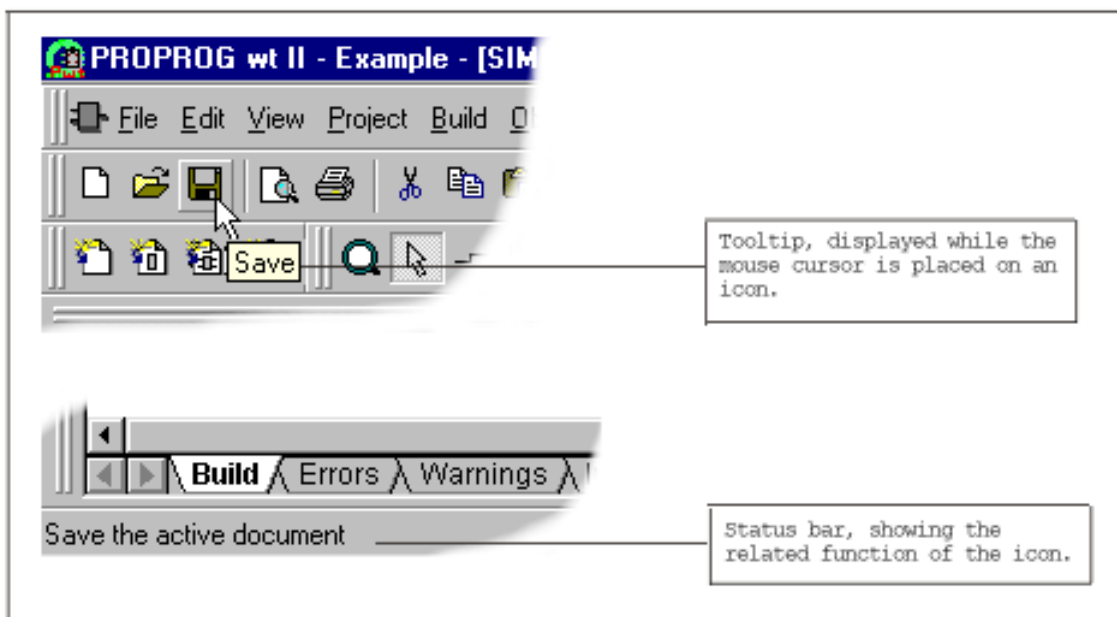 PROPROG wt II - Example - [SIM
File Edit View Project Build O
Save
Tooltip, displayed while the
mouse cursor is placed on an
icon.
Build Errors Warnings
Save the active document
Status bar, showing the
related function of the icon.